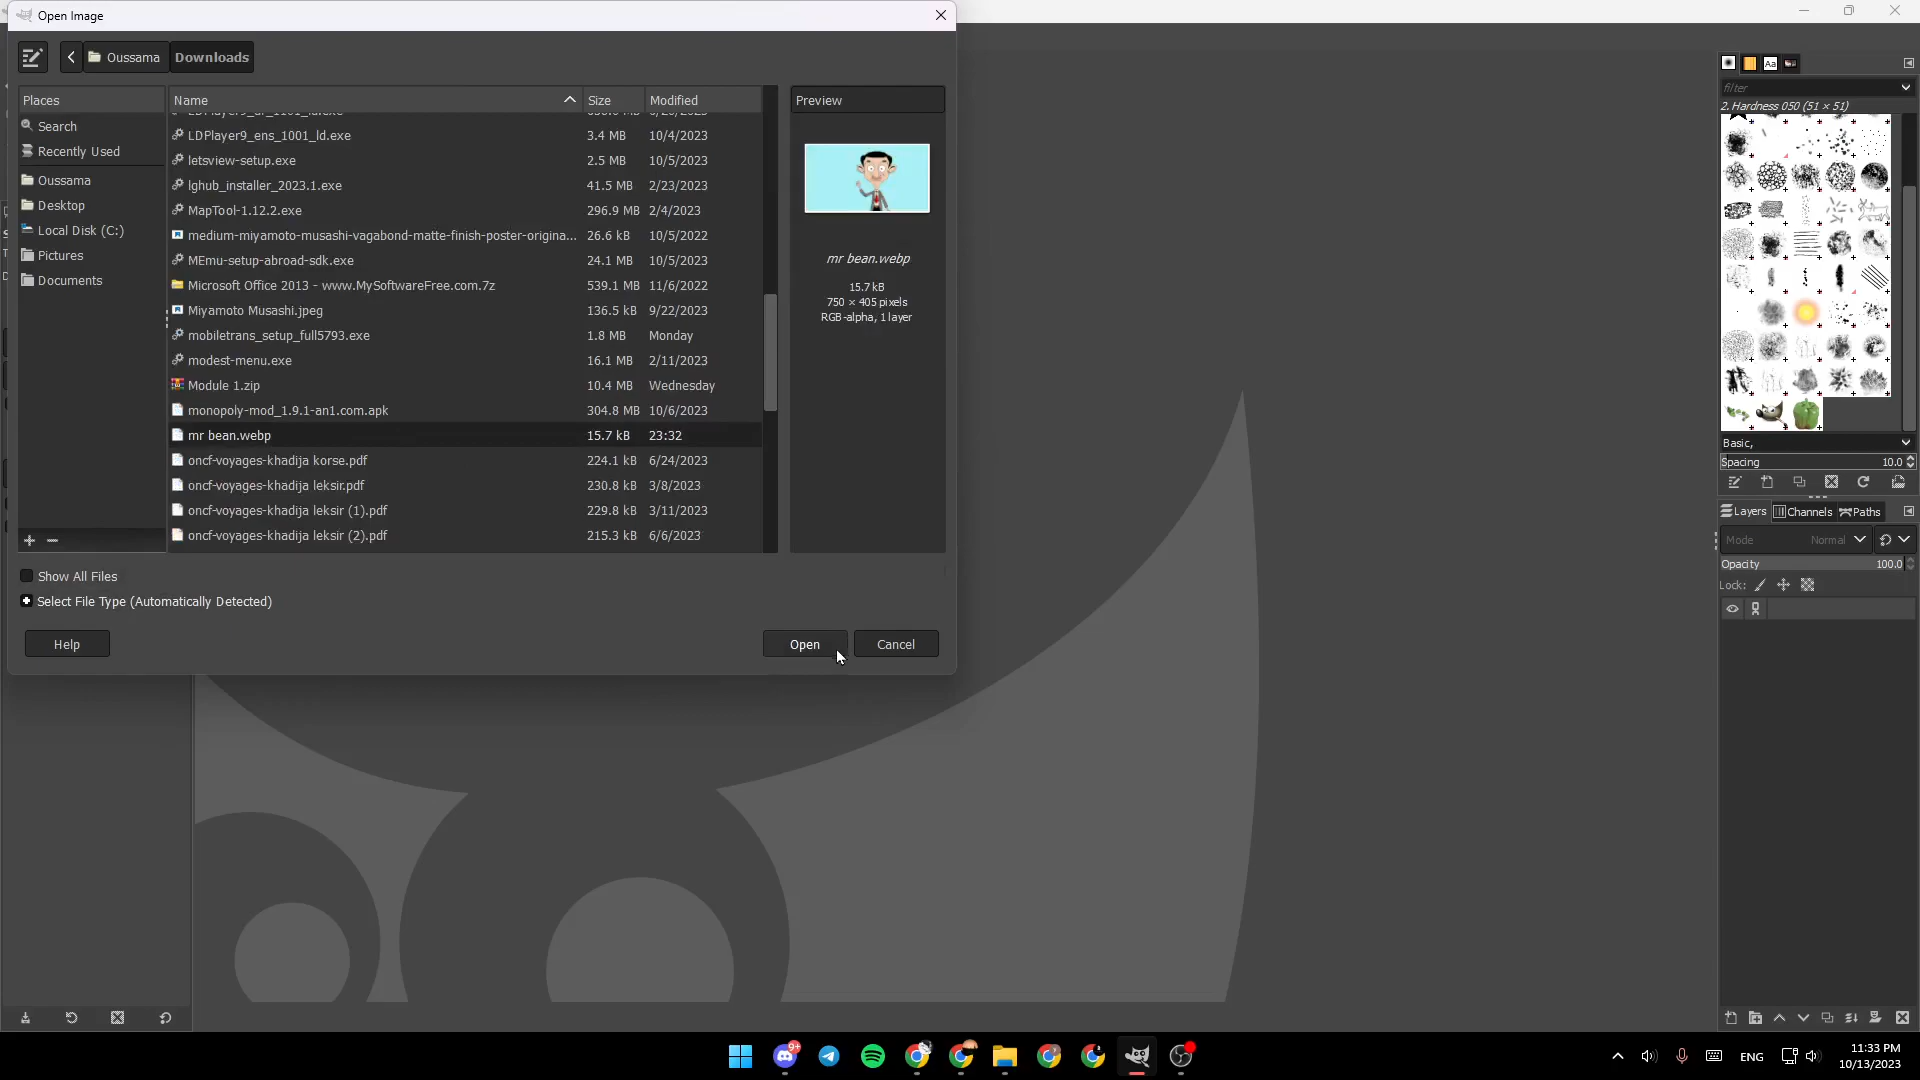 Open Image
Oussama
Downloads
Places
Name
Size
Modified
Preview
Search
Recently Used
Oussama
Desktop
Local Disk (C:)
Pictures
Documents
LDPlayer9_ens_1001_ld.exe 3.4 MB 10/4/2023
letsview-setup.exe 2.5 MB 10/5/2023
lghub_installer_2023.1.exe 41.5 MB 2/23/2023
MapTool-1.12.2.exe 296.9 MB 2/4/2023
medium-miyamoto-musashi-vagabond-matte-finish-poster-origina... 26.6 kB 10/5/2022
MEmu-setup-abroad-sdk.exe 24.1 MB 10/5/2023
Microsoft Office 2013 - www.MySoftwareFree.com.7z 539.1 MB 11/6/2022
Miyamoto Musashi.jpeg 136.5 kB 9/22/2023
mobiletrans_setup_full5793.exe 1.8 MB Monday
modest-menu.exe 16.1 MB 2/11/2023
Module 1.zip 10.4 MB Wednesday
monopoly-mod_1.9.1-an1.com.apk 304.8 MB 10/6/2023
mr bean.webp 15.7 kB 23:32
oncf-voyages-khadija korse.pdf 224.1 kB 6/24/2023
oncf-voyages-khadija leksir.pdf 230.8 kB 3/8/2023
oncf-voyages-khadija leksir (1).pdf 229.8 kB 3/11/2023
oncf-voyages-khadija leksir (2).pdf 215.3 kB 6/6/2023
mr bean.webp
15.7 kB
750 × 405 pixels
RGB-alpha, 1 layer
Show All Files
Select File Type (Automatically Detected)
Help
Open
Cancel
Aa
filter
2. Hardness 050 (51 × 51)
Basic,
Spacing 10.0
Layers Channels Paths
Mode Normal
Opacity 100.0
Lock:
9+
ENG
11:33 PM
10/13/2023